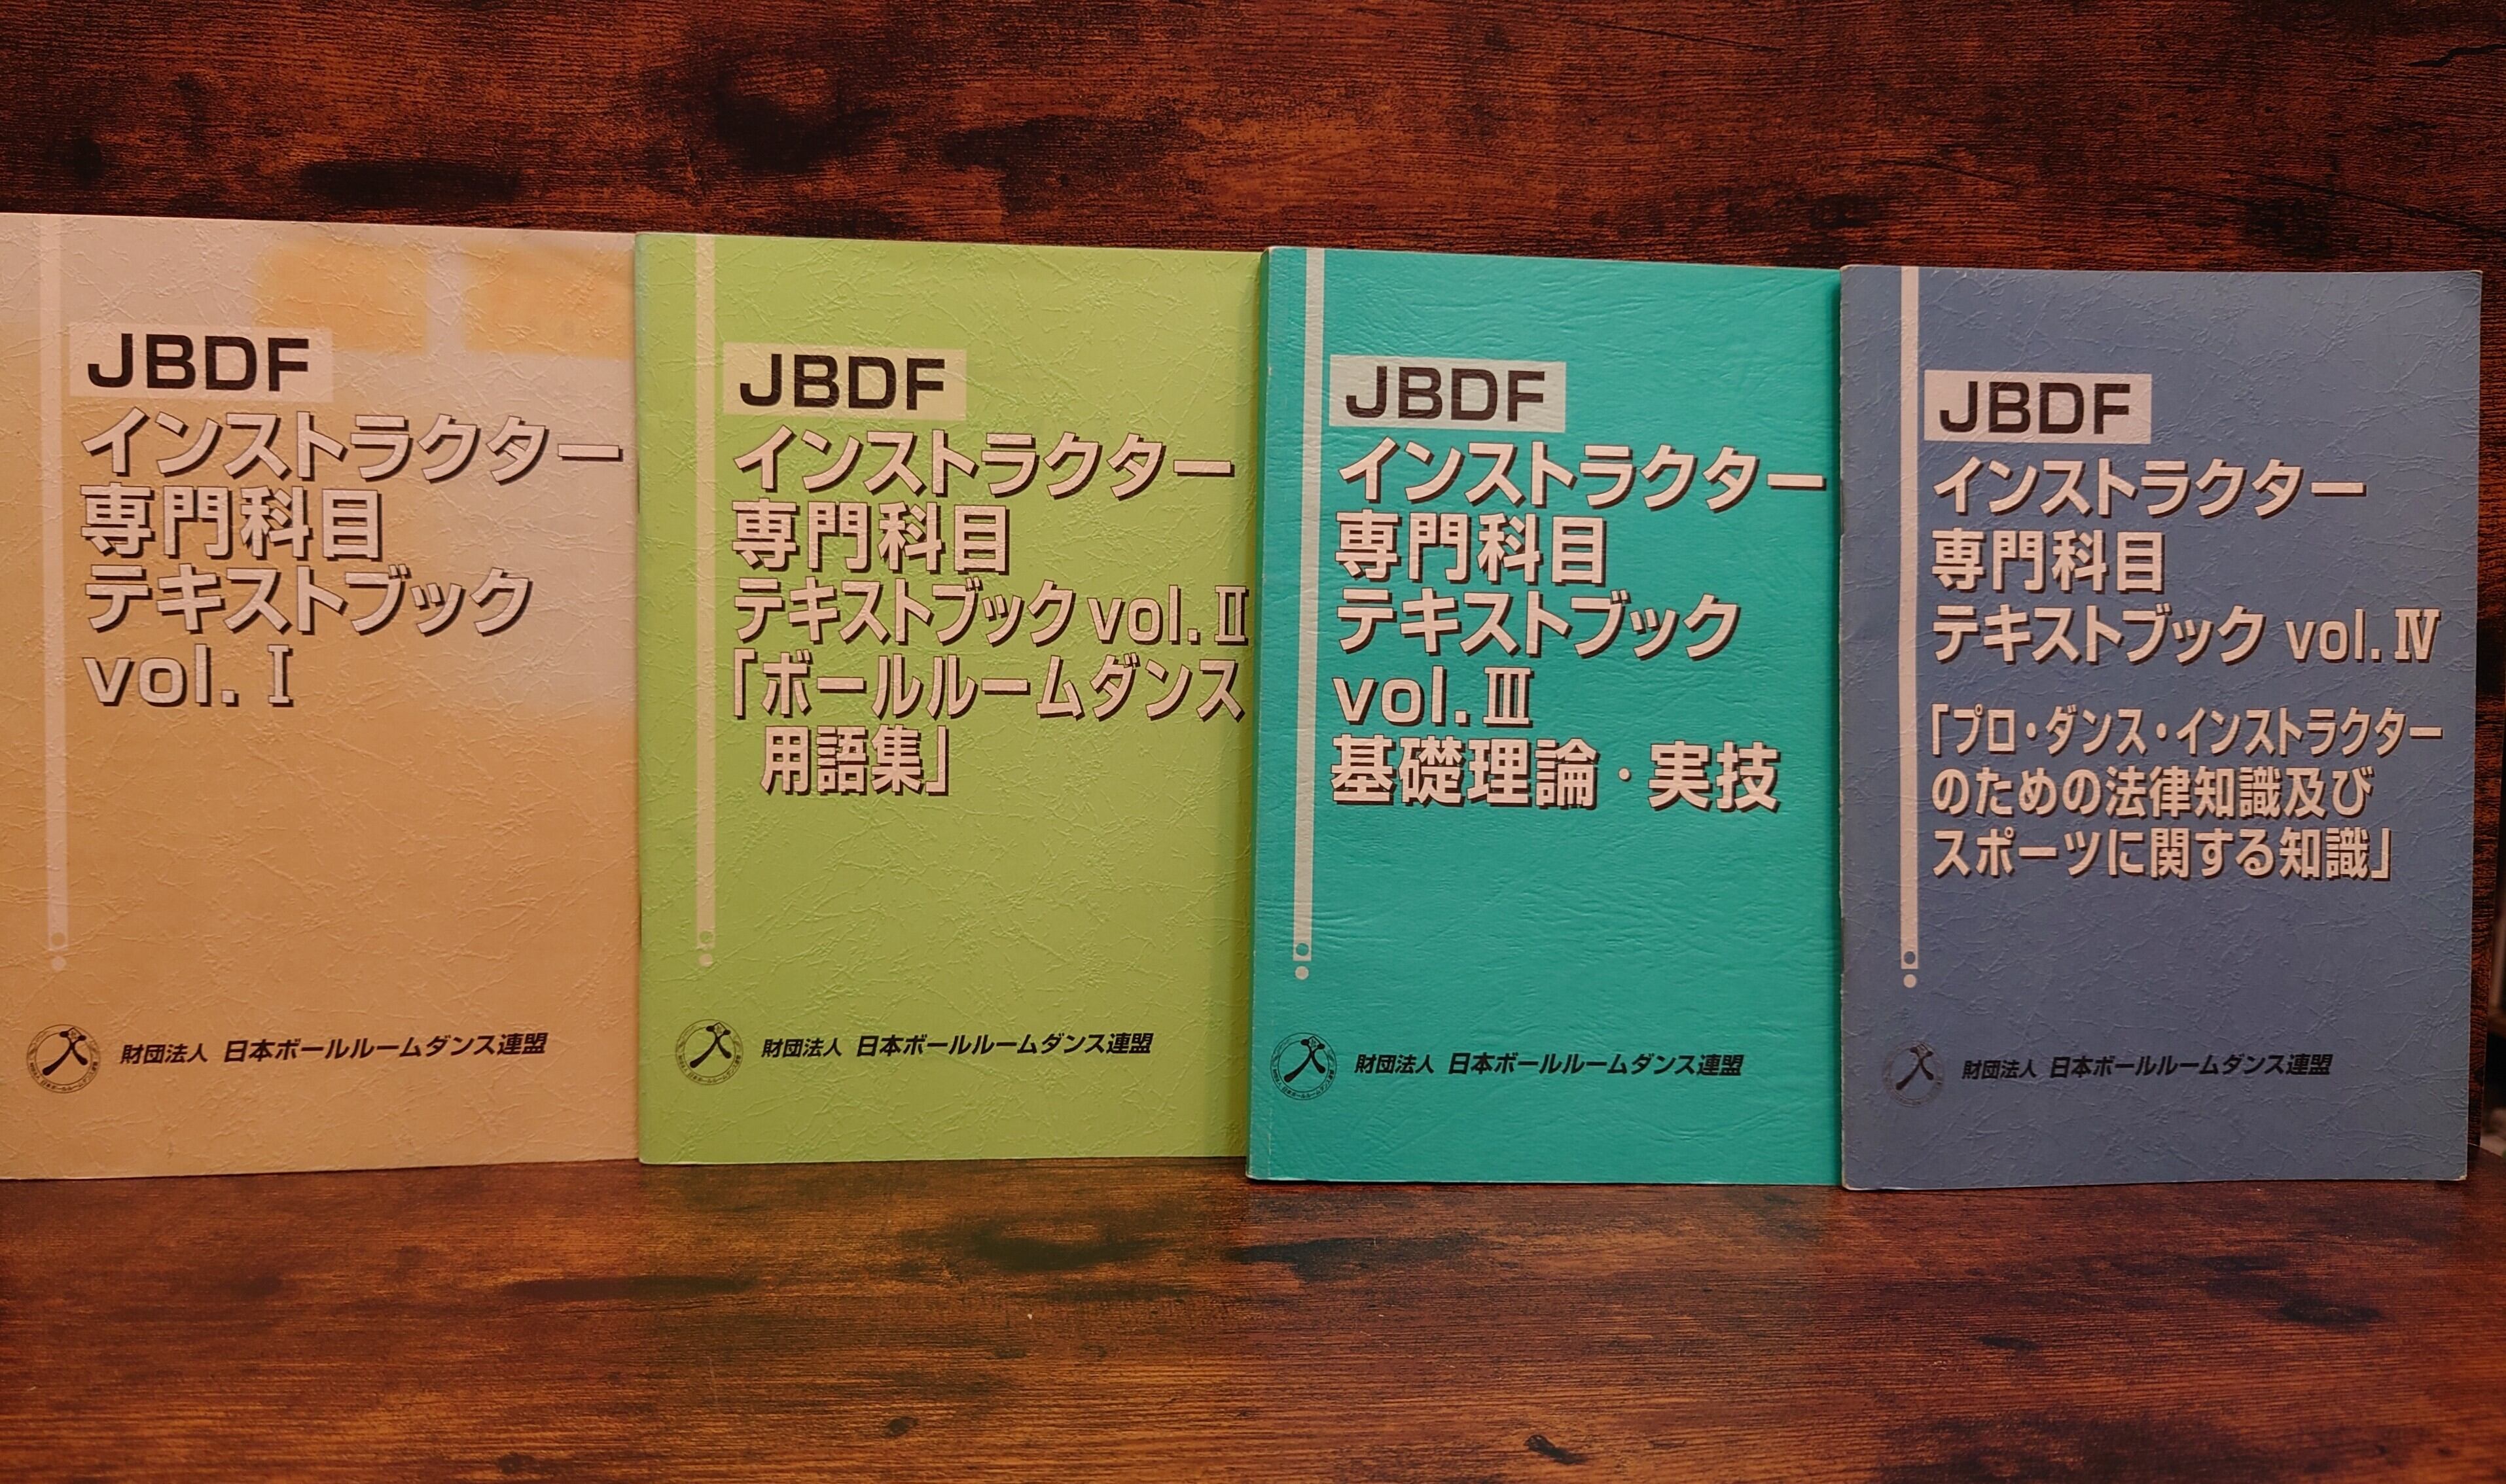 JBDF
インストラクター
専門科目
テキストブック
vol. Ⅰ
財団法人 日本ボールルームダンス連盟
JBDF
インストラクター
専門科目
テキストブック vol. Ⅱ
「ボールルームダンス
用語集」
財団法人 日本ボールルームダンス連盟
JBDF
インストラクター
専門科目
テキストブック
vol. Ⅲ
基礎理論・実技
財団法人 日本ボールルームダンス連盟
JBDF
インストラクター
専門科目
テキストブック vol. Ⅳ
「プロ・ダンス・インストラクター
のための法律知識及び
スポーツに関する知識」
財団法人 日本ボールルームダンス連盟